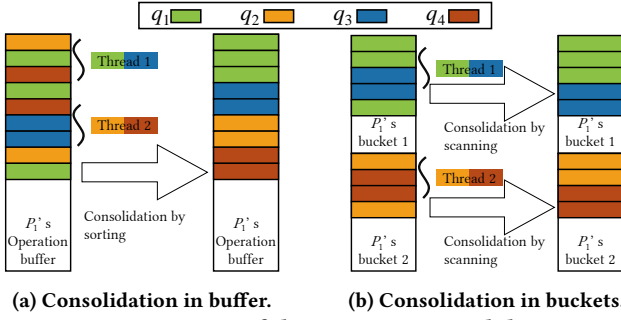 q1 q2 q3 q4
Thread 1
Thread 2
Consolidation by
sorting
P1's
Operation
buffer
P1's
Operation
buffer
(a) Consolidation in buffer.
Thread 1
Consolidation by
scanning
P1's
bucket 1
P1's
bucket 1
Thread 2
Consolidation by
scanning
P1's
bucket 2
P1's
bucket 2
(b) Consolidation in buckets.